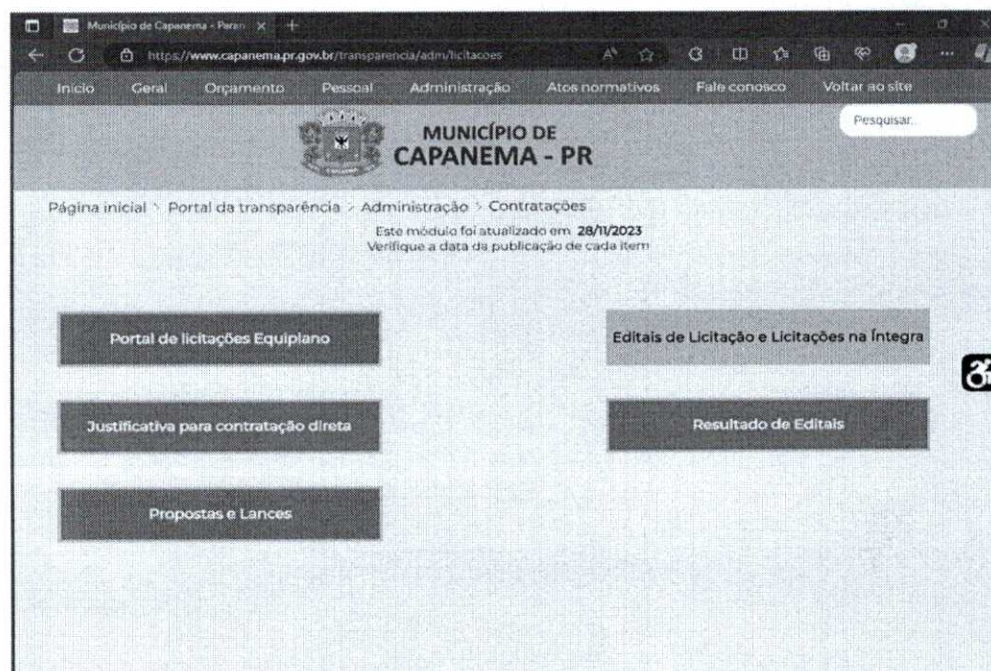 Município de Capanema - Paran
https://www.capanema.pr.gov.br/transparencia/adm/licitacoes
Início Geral Orçamento Pessoal Administração Atos normativos Fale conosco Voltar ao site
Pesquisar...
MUNICÍPIO DE
CAPANEMA - PR
Página inicial > Portal da transparência > Administração > Contratações
Este módulo foi atualizado em 28/11/2023
Verifique a data da publicação de cada item
Portal de licitações Equiplano
Editais de Licitação e Licitações na Íntegra
Justificativa para contratação direta
Resultado de Editais
Propostas e Lances